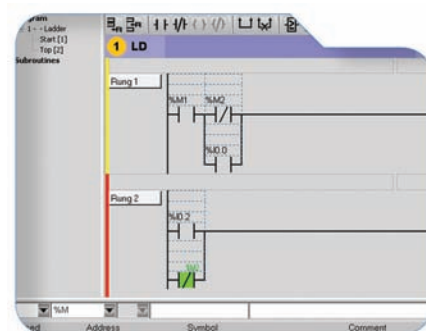 1 - - Ladder
Start [1]
Top [2]
Subroutines
1 LD
Rung 1
%M1 %M2
%I0.0
Rung 2
%I0.2
%M
Address Symbol Comment